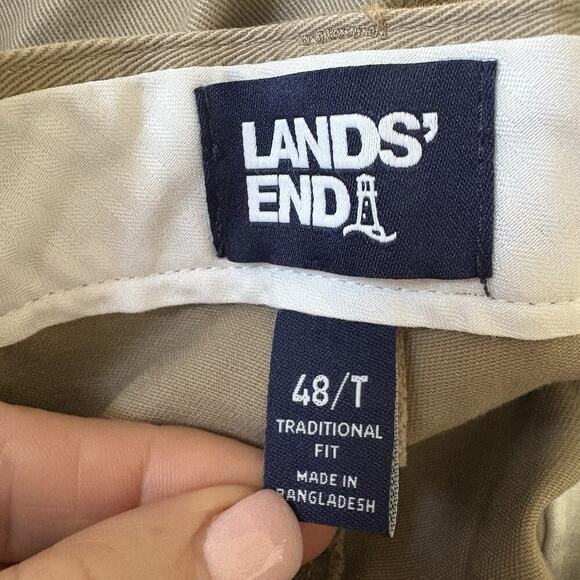 LANDS'
END
48/T
TRADITIONAL
FIT
MADE IN
BANGLADESH